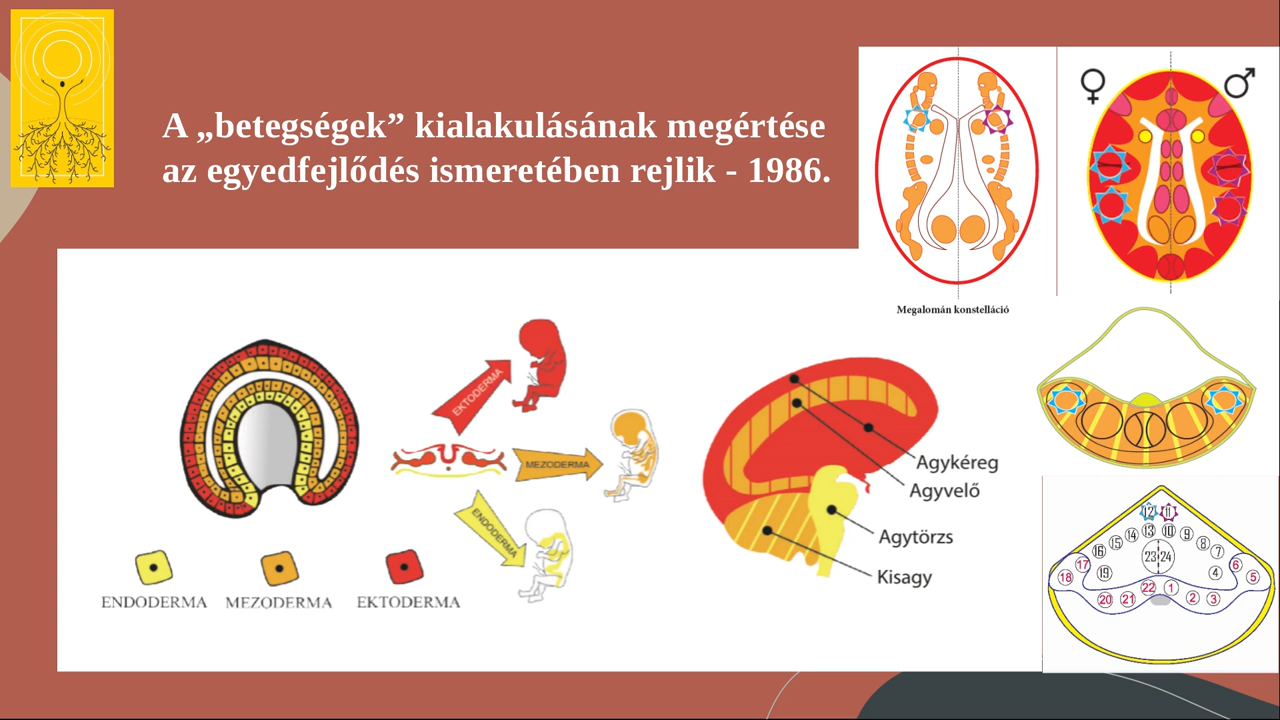 A „betegségek” kialakulásának megértése
az egyedfejlődés ismeretében rejlik - 1986.
♀ ♂
Megalomán konstelláció
EKTODERMA
MEZODERMA
ENDODERMA
Agykéreg
Agyvelő
Agytörzs
Kisagy
ENDODERMA MEZODERMA EKTODERMA
12 11
13 10
14 9
15 8
16 7
23 24
17 6
18 19 4 5
22 1
20 21 2 3